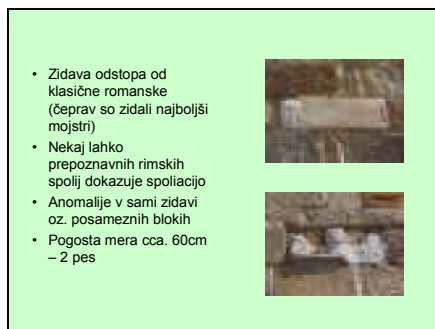 • Zidava odstopa od
klasične romanske
(čeprav so zidali najboljši
mojstri)
• Nekaj lahko
prepoznavnih rimskih
spolij dokazuje spoliacijo
• Anomalije v sami zidavi
oz. posameznih blokih
• Pogosta mera cca. 60cm
– 2 pes